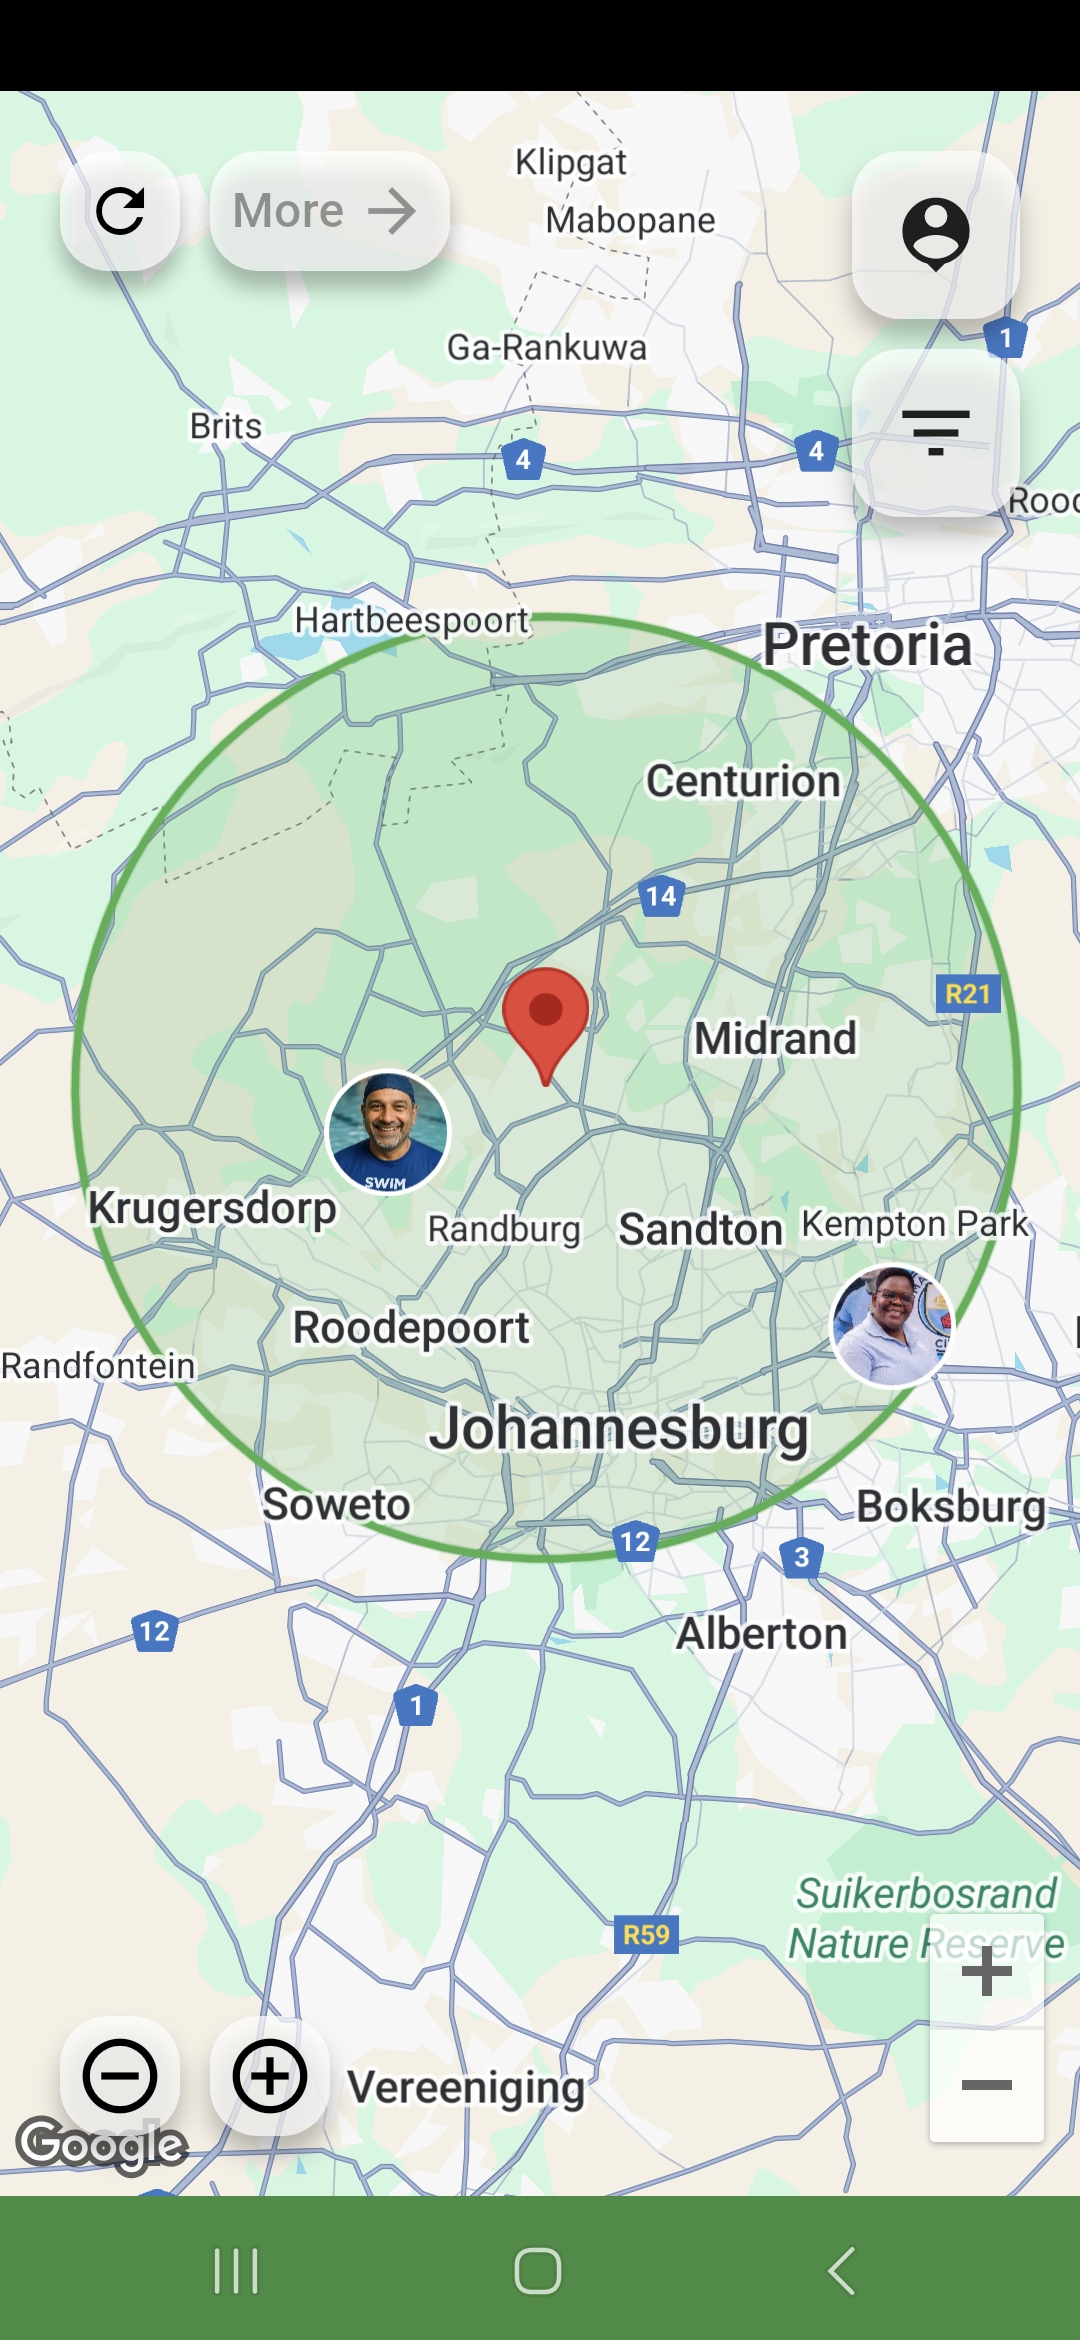 Klipgat
More
Mabopane
1
Ga-Rankuwa
Brits
4
4
Hartbeespoort
Pretoria
Centurion
14
R21
Midrand
SWIM
Krugersdorp
Randburg
Sandton
Kempton Park
Roodepoort
Randfontein
Johannesburg
Soweto
Boksburg
12
3
12
Alberton
1
Suikerbosrand
Nature Reserve
R59
Vereeniging
Google